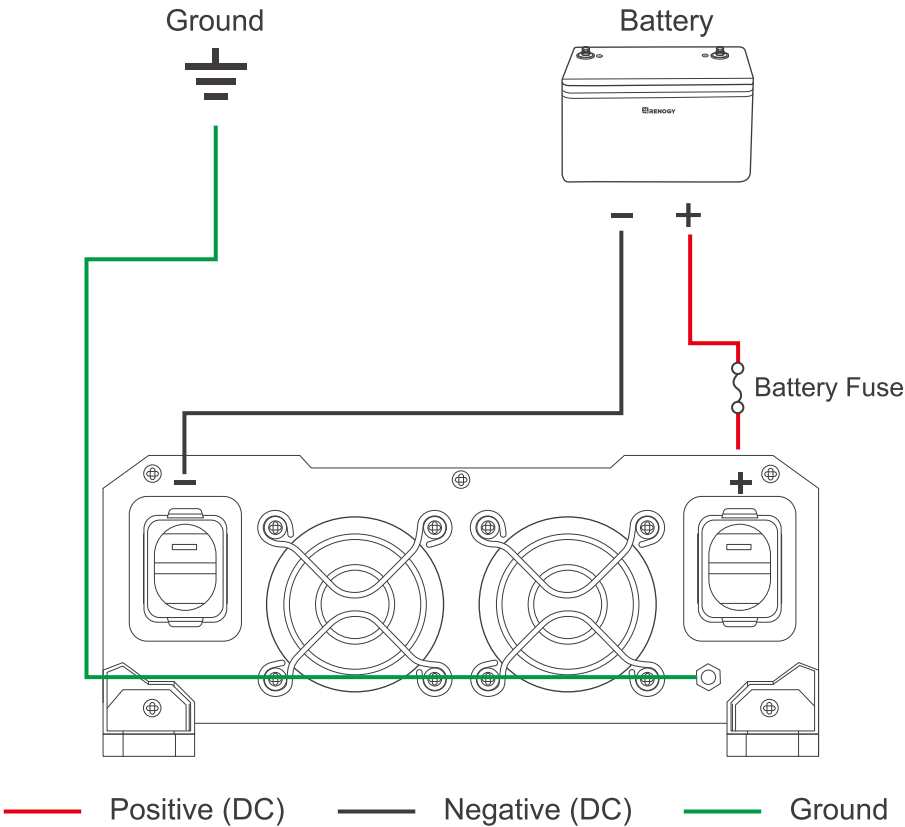 Ground
Battery
RENOGY
− +
Battery Fuse
− +
Positive (DC) Negative (DC) Ground